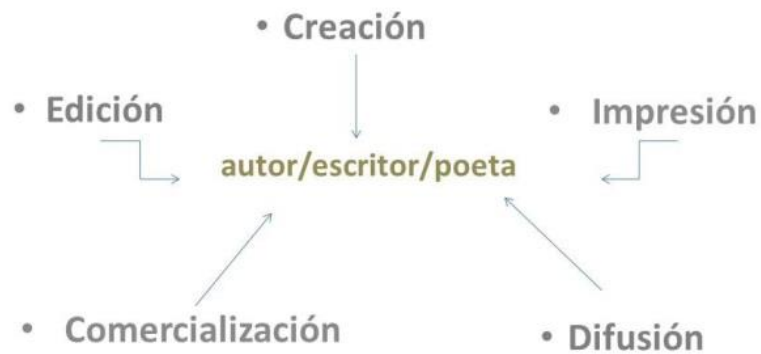 • Creación
• Edición
• Impresión
autor/escritor/poeta
• Comercialización
• Difusión